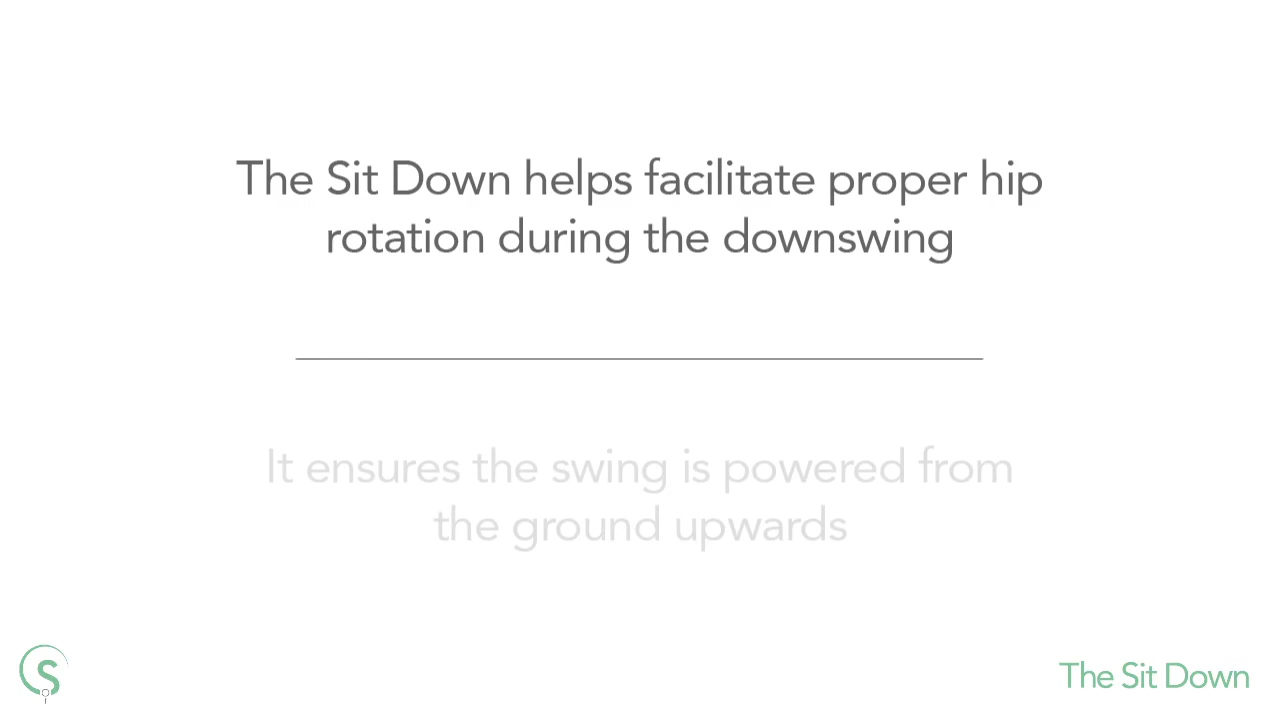 The Sit Down helps facilitate proper hip
rotation during the downswing
It ensures the swing is powered from
the ground upwards
S
The Sit Down